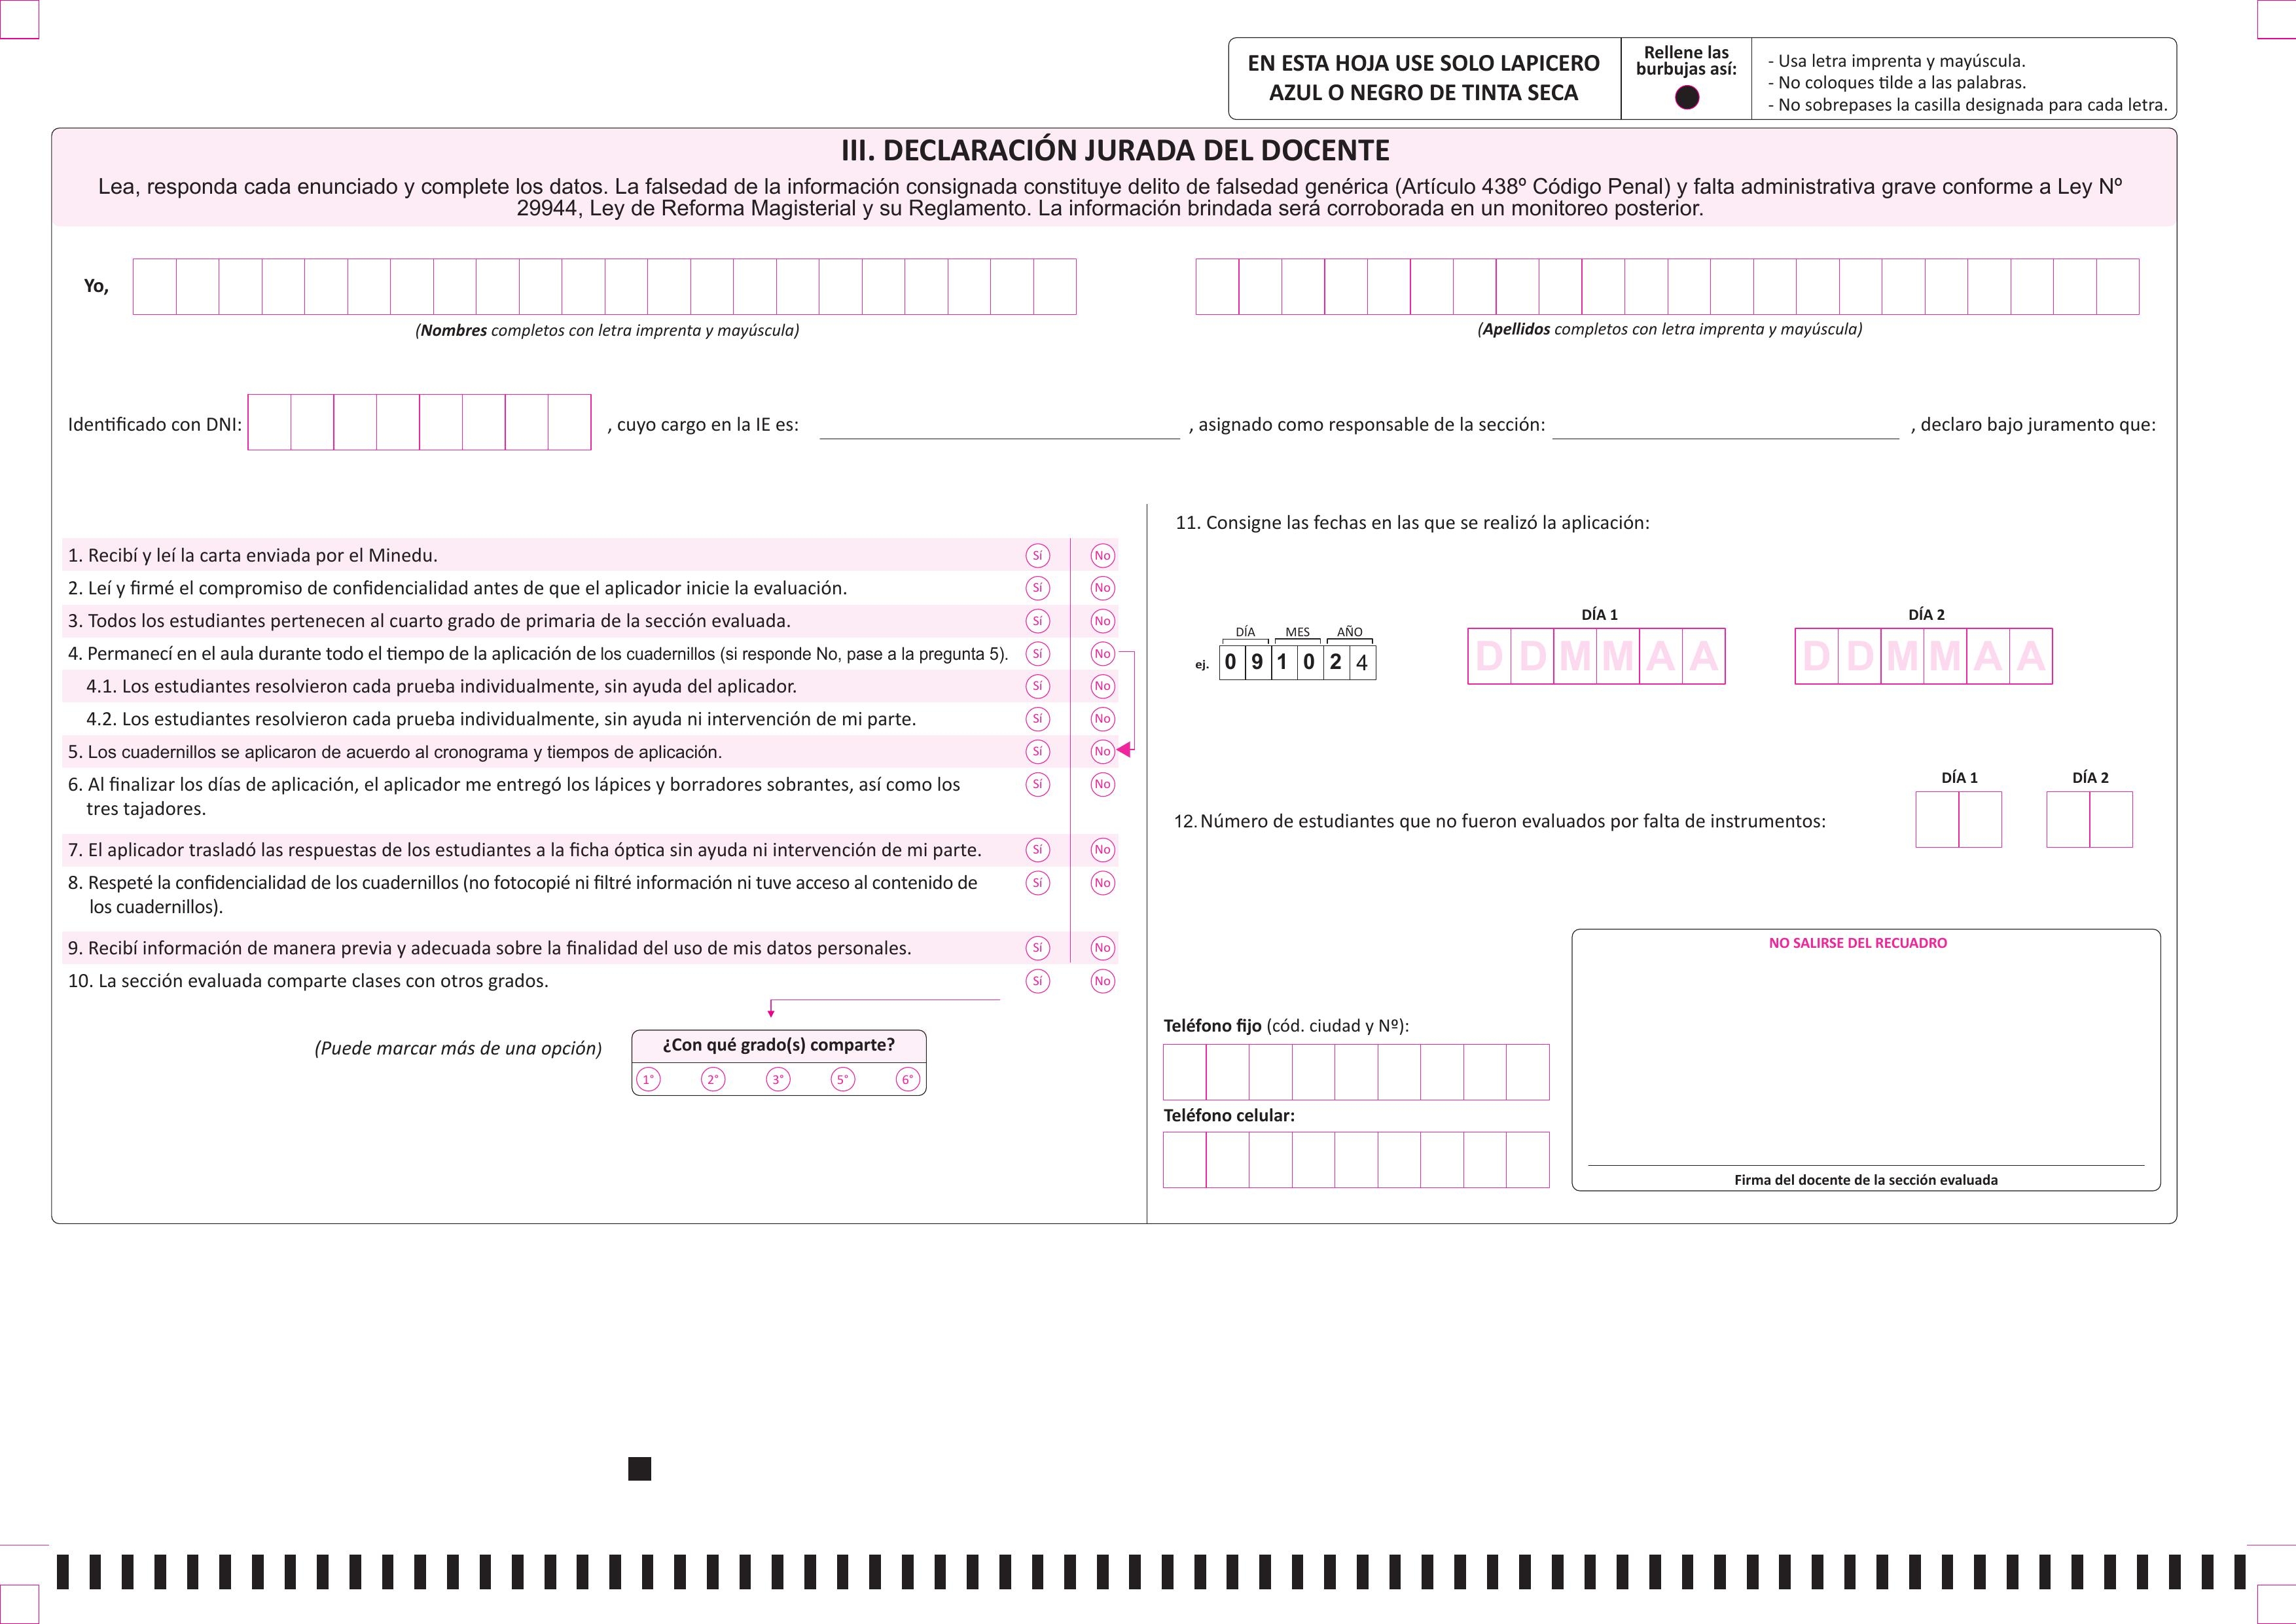 EN ESTA HOJA USE SOLO LAPICERO
AZUL O NEGRO DE TINTA SECA
Rellene las
burbujas así:
- Usa letra imprenta y mayúscula.
- No coloques tilde a las palabras.
- No sobrepases la casilla designada para cada letra.
III. DECLARACIÓN JURADA DEL DOCENTE
Lea, responda cada enunciado y complete los datos. La falsedad de la información consignada constituye delito de falsedad genérica (Artículo 438º Código Penal) y falta administrativa grave conforme a Ley Nº
29944, Ley de Reforma Magisterial y su Reglamento. La información brindada será corroborada en un monitoreo posterior.
Yo,
(Nombres completos con letra imprenta y mayúscula)
(Apellidos completos con letra imprenta y mayúscula)
Identificado con DNI: , cuyo cargo en la IE es: , asignado como responsable de la sección: , declaro bajo juramento que:
1. Recibí y leí la carta enviada por el Minedu. Sí No
2. Leí y firmé el compromiso de confidencialidad antes de que el aplicador inicie la evaluación. Sí No
3. Todos los estudiantes pertenecen al cuarto grado de primaria de la sección evaluada. Sí No
4. Permanecí en el aula durante todo el tiempo de la aplicación de los cuadernillos (si responde No, pase a la pregunta 5). Sí No
4.1. Los estudiantes resolvieron cada prueba individualmente, sin ayuda del aplicador. Sí No
4.2. Los estudiantes resolvieron cada prueba individualmente, sin ayuda ni intervención de mi parte. Sí No
5. Los cuadernillos se aplicaron de acuerdo al cronograma y tiempos de aplicación. Sí No
6. Al finalizar los días de aplicación, el aplicador me entregó los lápices y borradores sobrantes, así como los Sí No
tres tajadores.
7. El aplicador trasladó las respuestas de los estudiantes a la ficha óptica sin ayuda ni intervención de mi parte. Sí No
8. Respeté la confidencialidad de los cuadernillos (no fotocopié ni filtré información ni tuve acceso al contenido de Sí No
los cuadernillos).
9. Recibí información de manera previa y adecuada sobre la finalidad del uso de mis datos personales. Sí No
10. La sección evaluada comparte clases con otros grados. Sí No
(Puede marcar más de una opción)
¿Con qué grado(s) comparte?
1° 2° 3° 5° 6°
11. Consigne las fechas en las que se realizó la aplicación:
DÍA MES AÑO
ej. 0 9 1 0 2 4
DÍA 1
D D M M A A
DÍA 2
D D M M A A
DÍA 1 DÍA 2
12. Número de estudiantes que no fueron evaluados por falta de instrumentos:
Teléfono fijo (cód. ciudad y Nº):
Teléfono celular:
NO SALIRSE DEL RECUADRO
Firma del docente de la sección evaluada